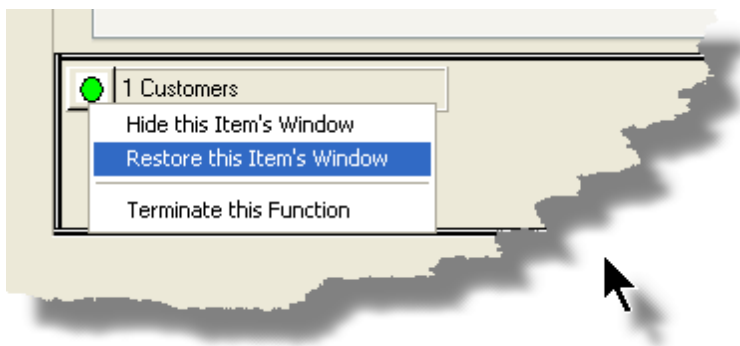 1 Customers
Hide this Item's Window
Restore this Item's Window
Terminate this Function